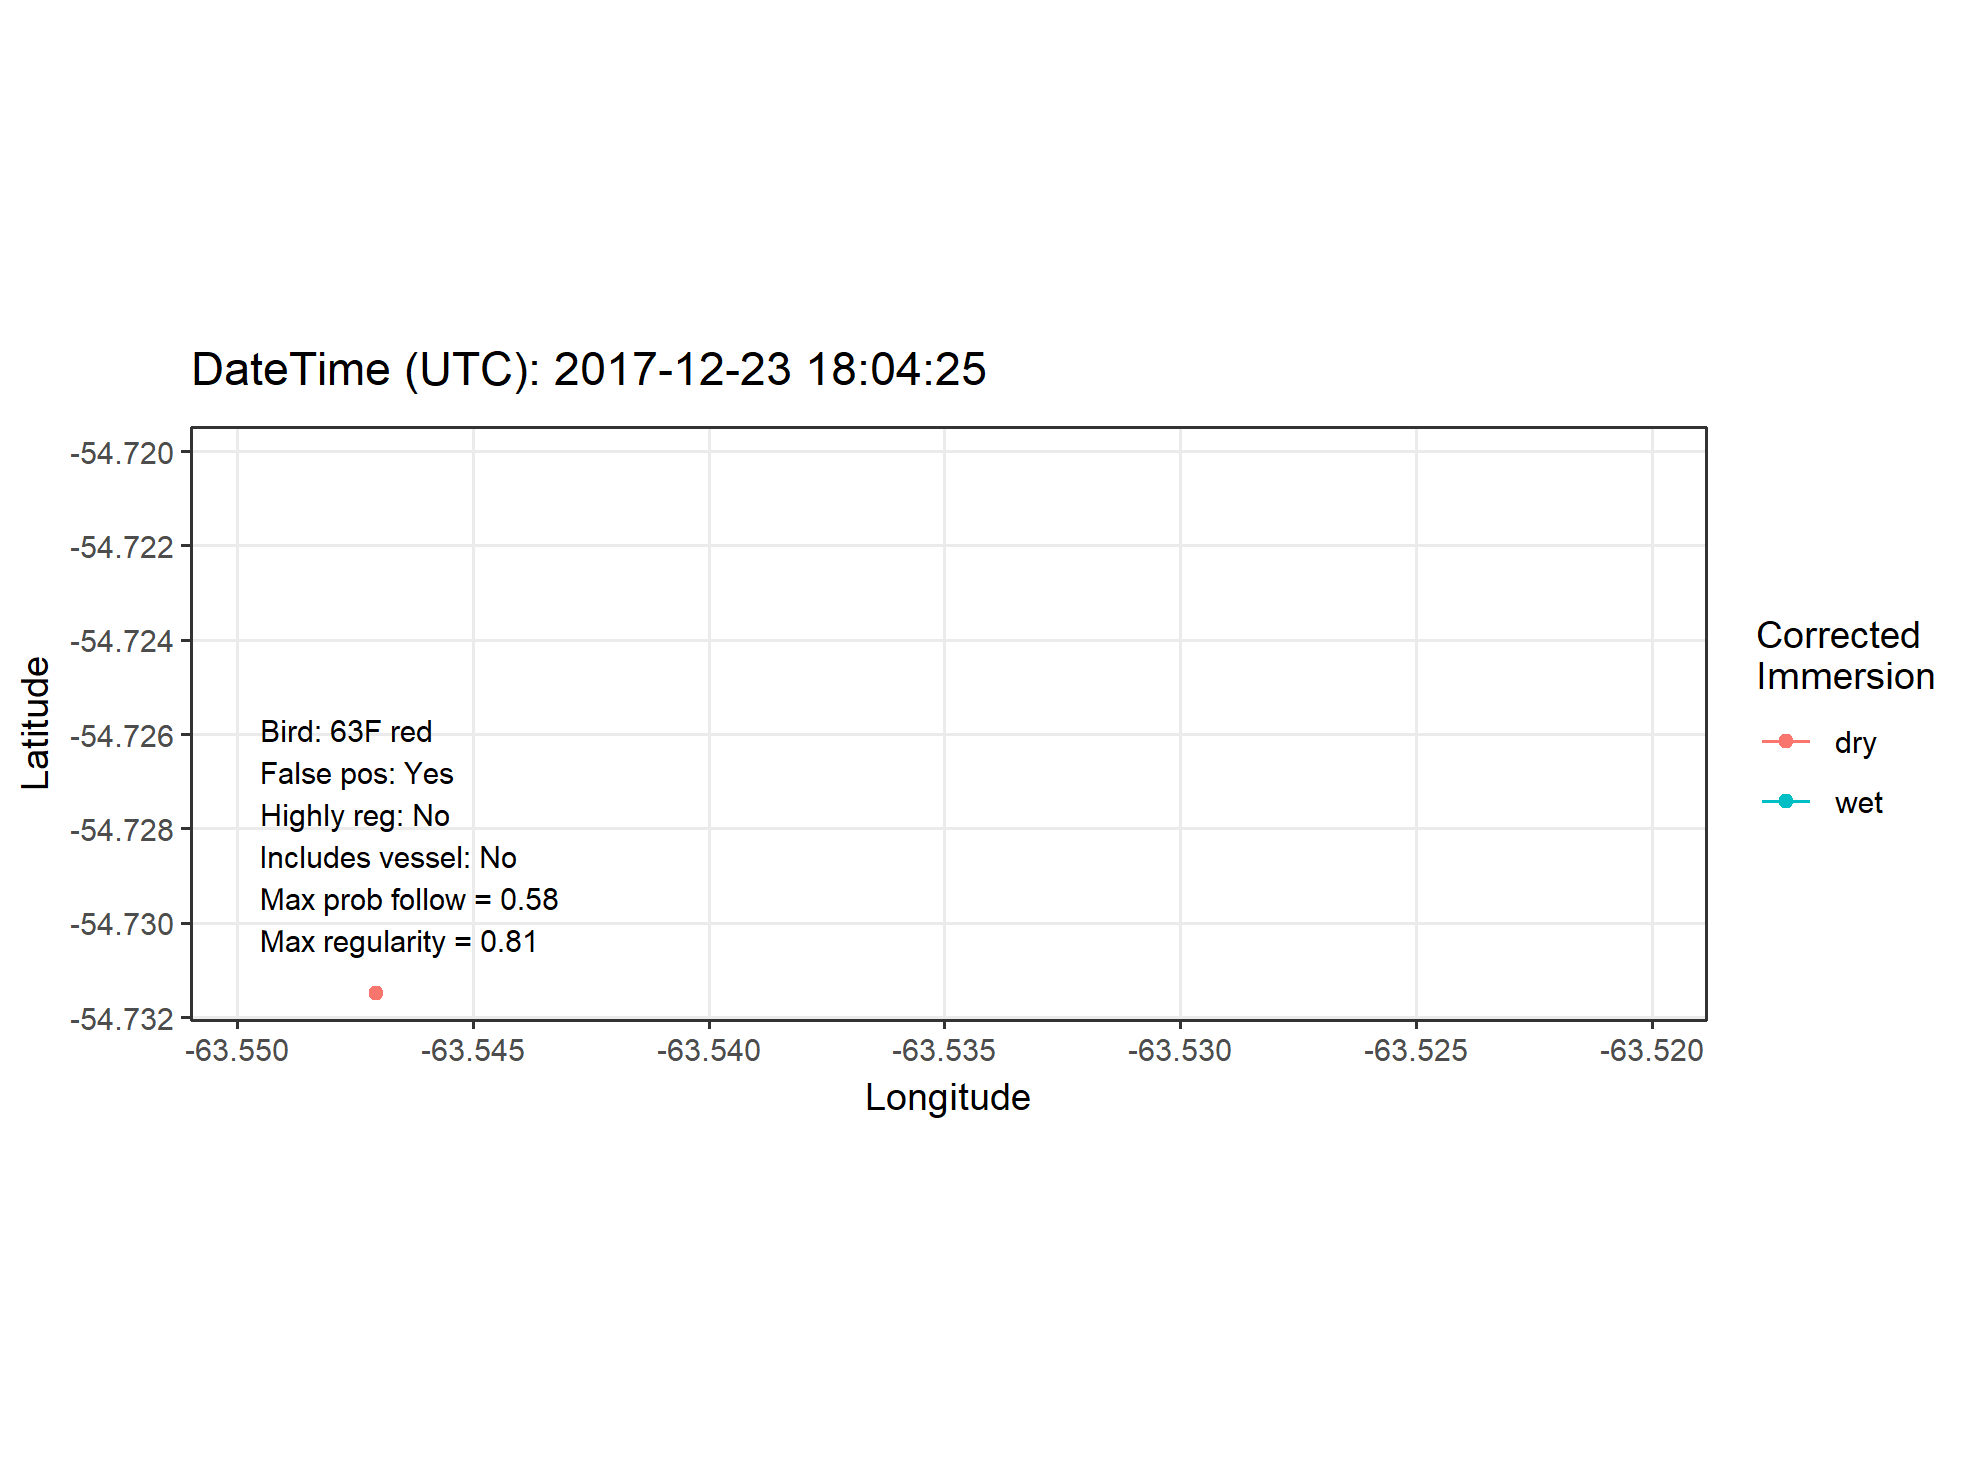 DateTime (UTC): 2017-12-23 18:04:25
-54.720
-54.722
-54.724
-54.726
-54.728
-54.730
-54.732
Latitude
Bird: 63F red
False pos: Yes
Highly reg: No
Includes vessel: No
Max prob follow = 0.58
Max regularity = 0.81
-63.550
-63.545
-63.540
-63.535
-63.530
-63.525
-63.520
Longitude
Corrected
Immersion
dry
wet